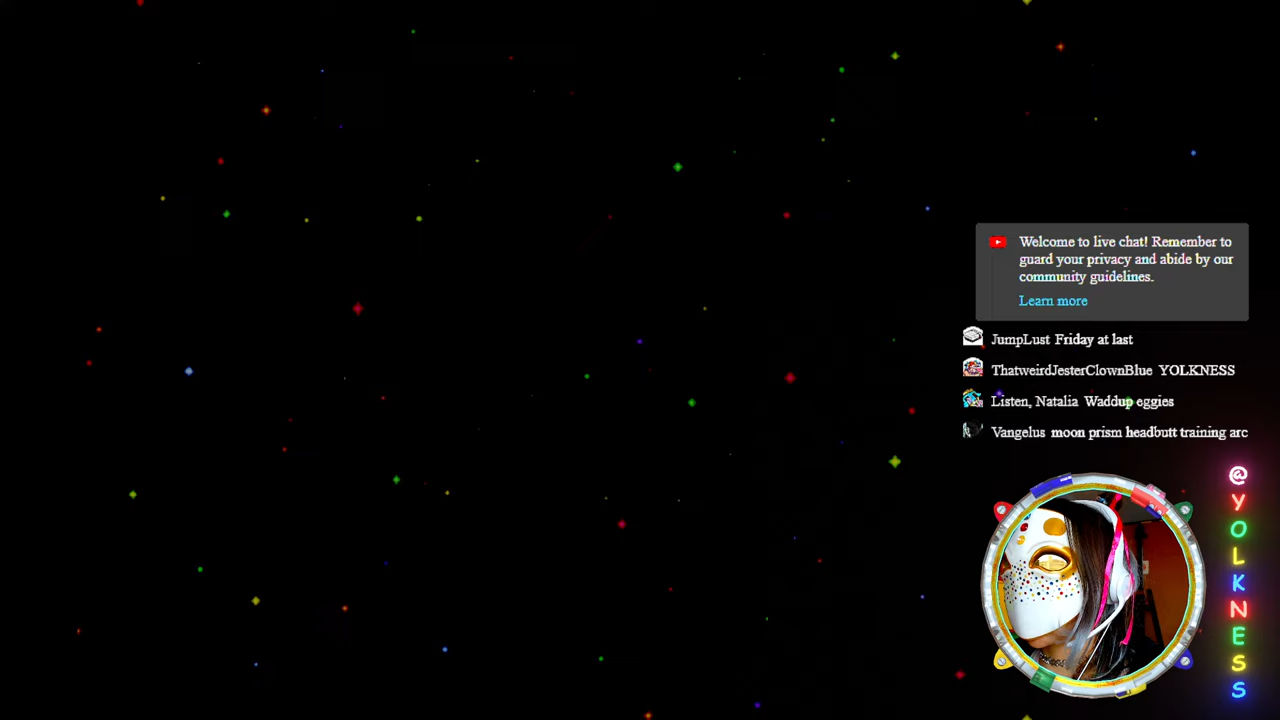 Welcome to live chat! Remember to
guard your privacy and abide by our
community guidelines.
Learn more
JumpLust Friday at last
ThatweirdJesterClownBlue YOLKNESS
Listen, Natalia Waddup eggies
Vangelus moon prism headbutt training arc
@YOLKNESS